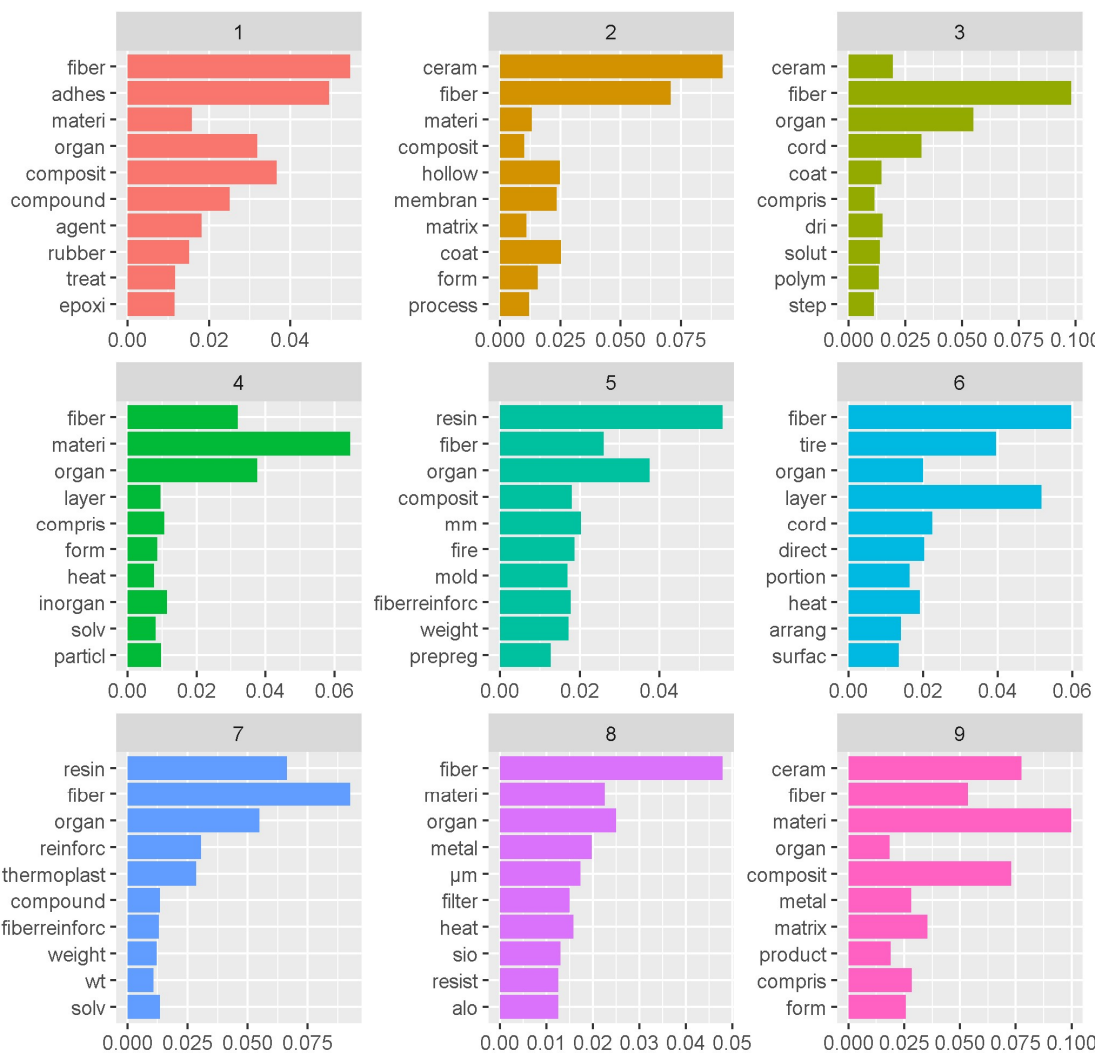 1
fiber
adhes
materi
organ
composit
compound
agent
rubber
treat
epoxi
0.00 0.02 0.04
2
ceram
fiber
materi
composit
hollow
membran
matrix
coat
form
process
0.000 0.025 0.050 0.075
3
ceram
fiber
organ
cord
coat
compris
dri
solut
polym
step
0.000 0.025 0.050 0.075 0.100
4
fiber
materi
organ
layer
compris
form
heat
inorgan
solv
particl
0.00 0.02 0.04 0.06
5
resin
fiber
organ
composit
mm
fire
mold
fiberreinforc
weight
prepreg
0.00 0.02 0.04
6
fiber
tire
organ
layer
cord
direct
portion
heat
arrang
surfac
0.00 0.02 0.04 0.06
7
resin
fiber
organ
reinforc
thermoplast
compound
fiberreinforc
weight
wt
solv
0.000 0.025 0.050 0.075
8
fiber
materi
organ
metal
µm
filter
heat
sio
resist
alo
0.00 0.01 0.02 0.03 0.04 0.05
9
ceram
fiber
materi
organ
composit
metal
matrix
product
compris
form
0.000 0.025 0.050 0.075 0.100